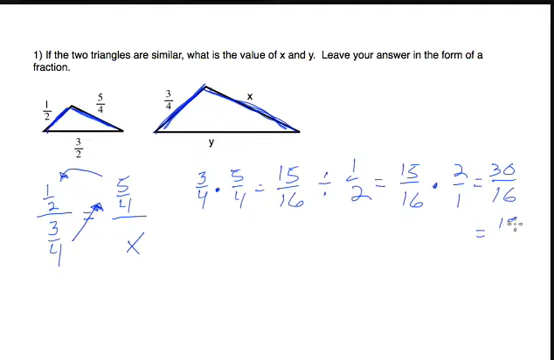 1) If the two triangles are similar, what is the value of x and y. Leave your answer in the form of a
fraction.
1/2 5/4 3/4 x
3/2 y
1/2 / 3/4 = 5/4 / x
3/4 · 5/4 = 15/16 ÷ 1/2 = 15/16 · 2/1 = 30/16
=